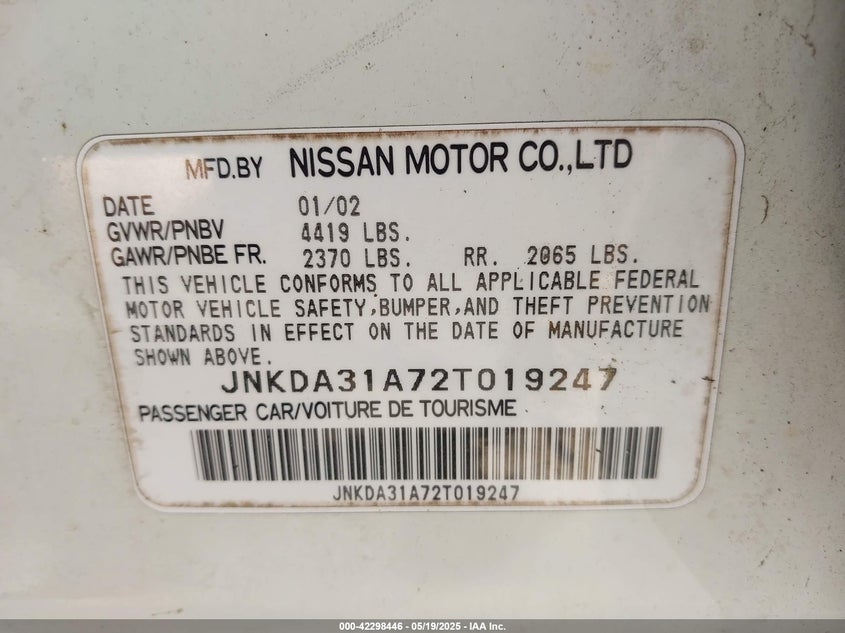 MFD.BY NISSAN MOTOR CO.,LTD
DATE 01/02
GVWR/PNBV 4419 LBS.
GAWR/PNBE FR. 2370 LBS. RR. 2065 LBS.
THIS VEHICLE CONFORMS TO ALL APPLICABLE FEDERAL
MOTOR VEHICLE SAFETY,BUMPER,AND THEFT PREVENTION
STANDARDS IN EFFECT ON THE DATE OF MANUFACTURE
SHOWN ABOVE.
JNKDA31A72T019247
PASSENGER CAR/VOITURE DE TOURISME
JNKDA31A72T019247
000-42298446 - 05/19/2025 - IAA Inc.